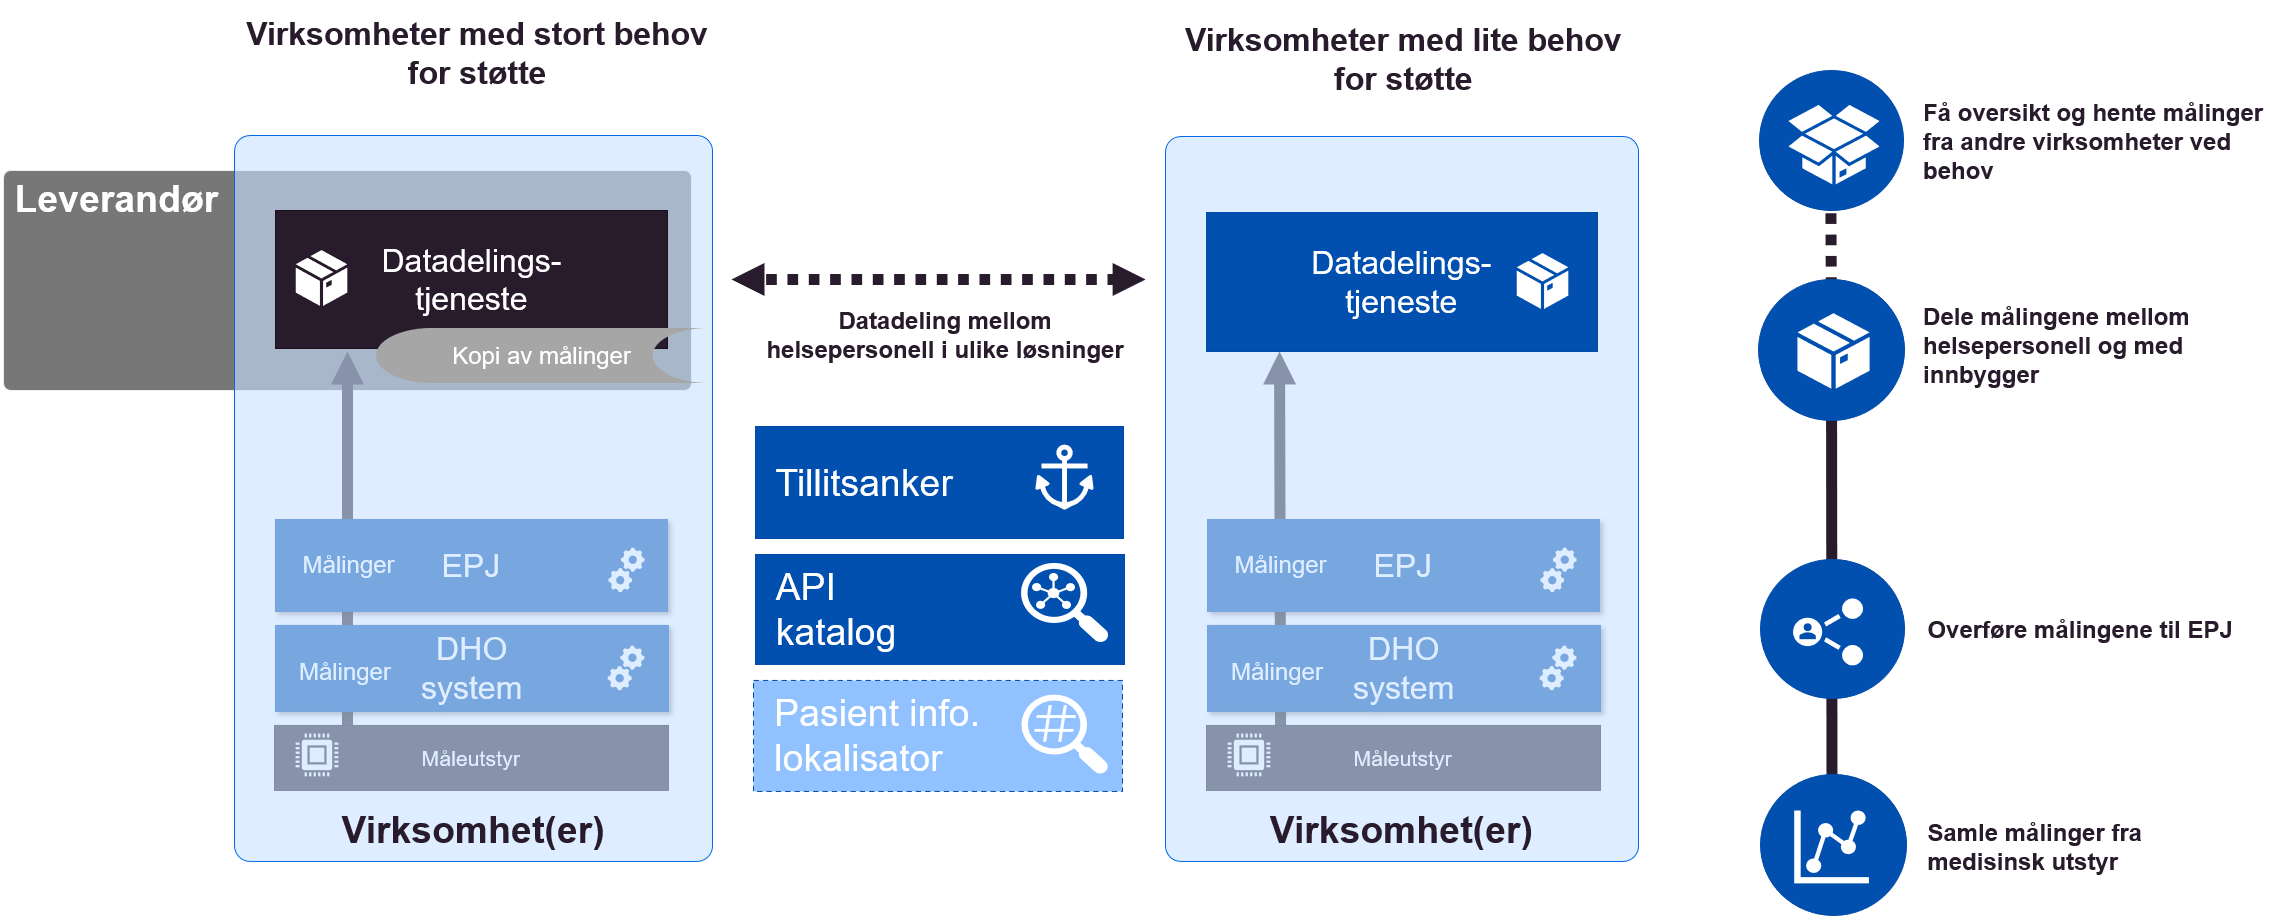 Virksomheter med stort behov
for støtte
Leverandør
Datadelings-
tjeneste
Kopi av målinger
Målinger
EPJ
Målinger
DHO
system
Måleutstyr
Virksomhet(er)
Datadeling mellom
helsepersonell i ulike løsninger
Tillitsanker
API
katalog
Pasient info.
lokalisator
Virksomheter med lite behov
for støtte
Datadelings-
tjeneste
Målinger
EPJ
Målinger
DHO
system
Måleutstyr
Virksomhet(er)
Få oversikt og hente målinger
fra andre virksomheter ved
behov
Dele målingene mellom
helsepersonell og med
innbygger
Overføre målingene til EPJ
Samle målinger fra
medisinsk utstyr